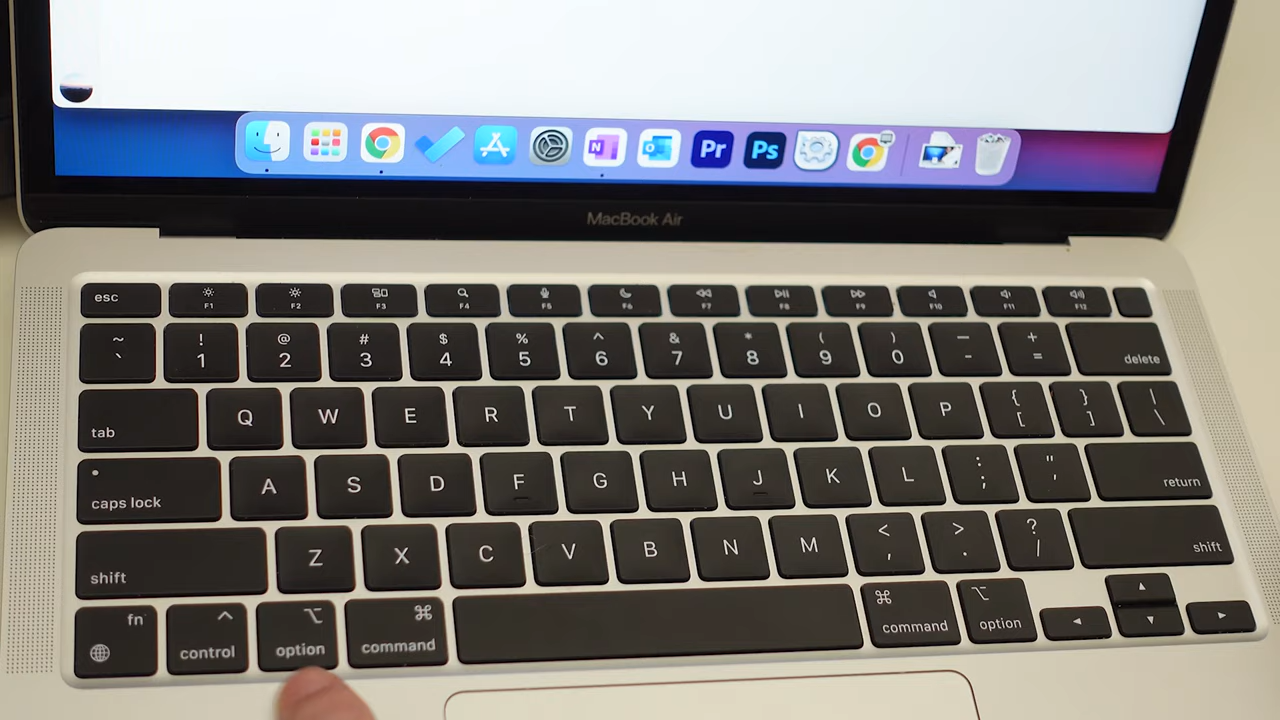 N Pr Ps
MacBook Air
esc F1 F2 F3 F4 F5 F6 F7 F8 F9 F10 F11 F12
~ ! @ # $ % ^ & * ( ) — +
` 1 2 3 4 5 6 7 8 9 0 - = delete
tab Q W E R T Y U I O P { [ } ] | \
caps lock A S D F G H J K L : ; " , return
shift Z X C V B N M < , > . ? / shift
fn ^ control ⌥ option ⌘ command ⌘ command ⌥ option ◀ ▲ ▼ ▶